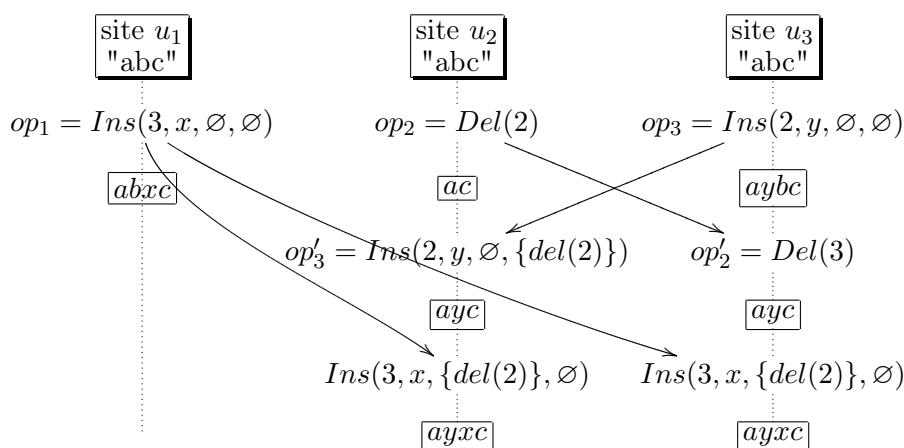 site u₁ site u₂ site u₃
"abc" "abc" "abc"
op₁ = Ins(3, x, ∅, ∅) op₂ = Del(2) op₃ = Ins(2, y, ∅, ∅)
abxc ac aybc
op′₃ = Ins(2, y, ∅, {del(2)}) op′₂ = Del(3)
ayc ayc
Ins(3, x, {del(2)}, ∅) Ins(3, x, {del(2)}, ∅)
ayxc ayxc